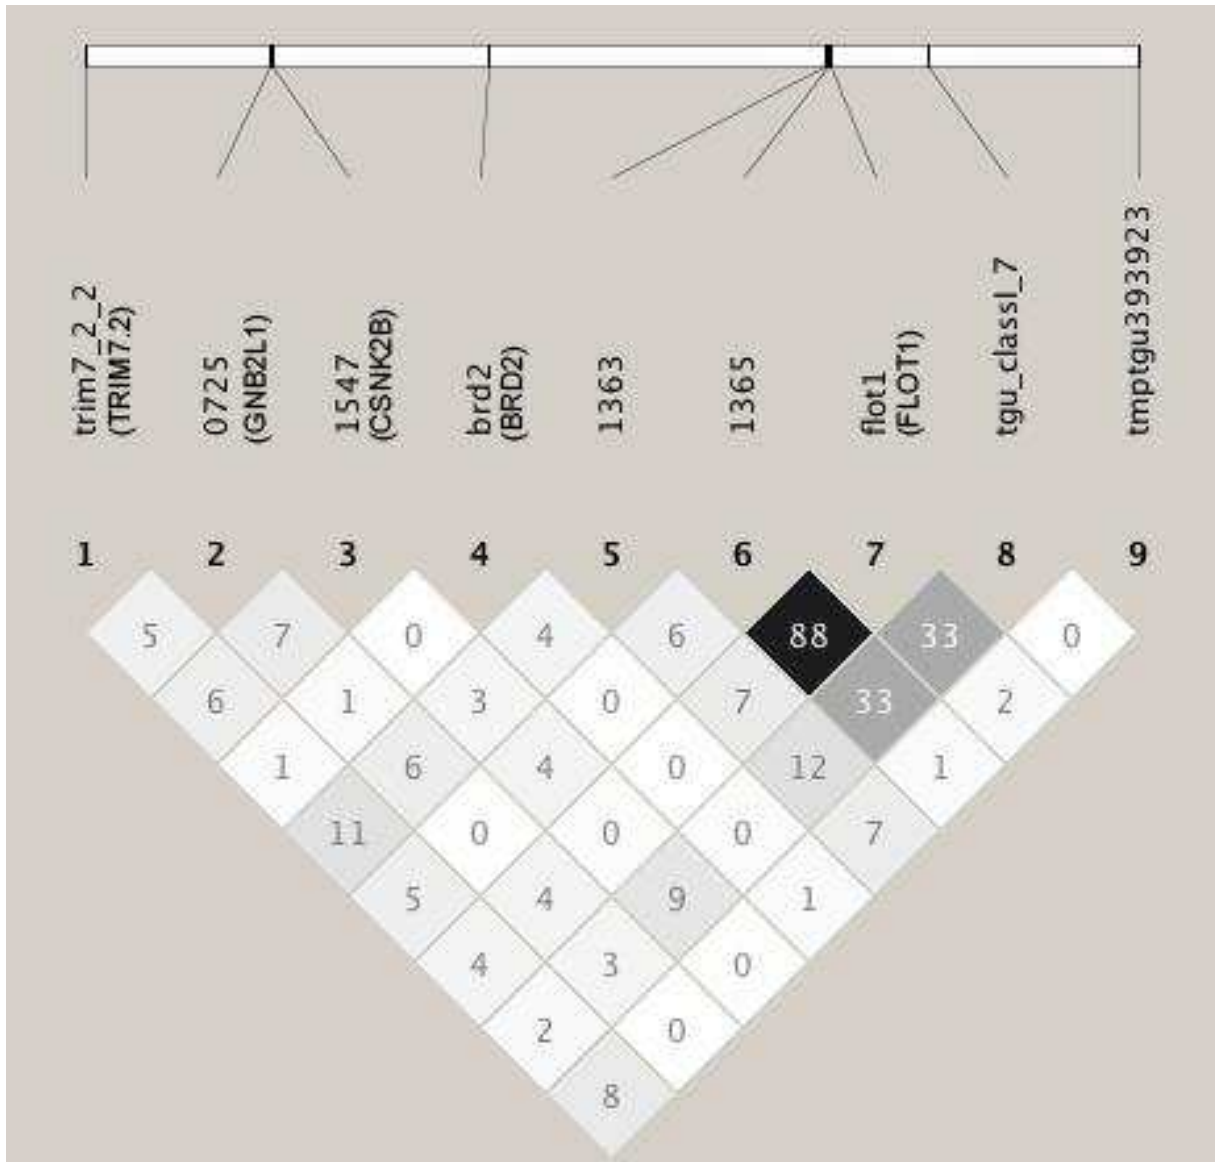 trim7_2_2
(TRIM7.2)
0725
(GNB2L1)
1547
(CSNK2B)
brd2
(BRD2)
1363
1365
flot1
(FLOT1)
tgu_classI_7
tmptgu393923
1 2 3 4 5 6 7 8 9
5 7 0 4 6 88 33 0
6 1 3 0 7 33 2
1 6 4 0 12 1
11 0 0 0 7
5 4 9 1
4 3 0
2 0
8